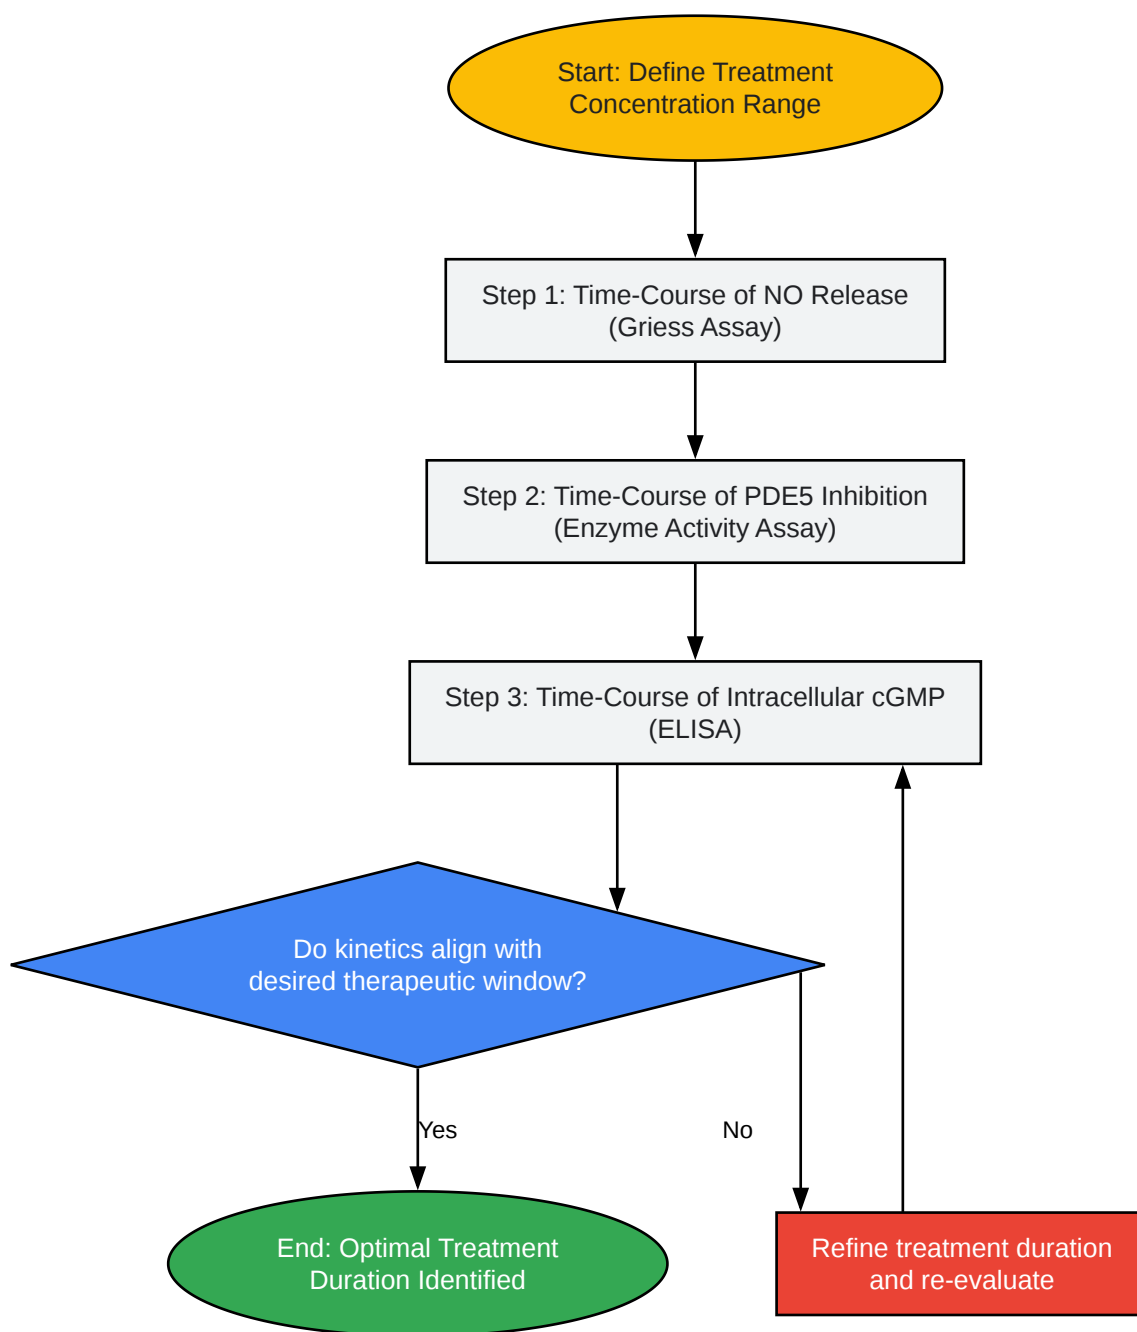 Start: Define Treatment
Concentration Range
Step 1: Time-Course of NO Release
(Griess Assay)
Step 2: Time-Course of PDE5 Inhibition
(Enzyme Activity Assay)
Step 3: Time-Course of Intracellular cGMP
(ELISA)
Do kinetics align with
desired therapeutic window?
Yes
No
End: Optimal Treatment
Duration Identified
Refine treatment duration
and re-evaluate